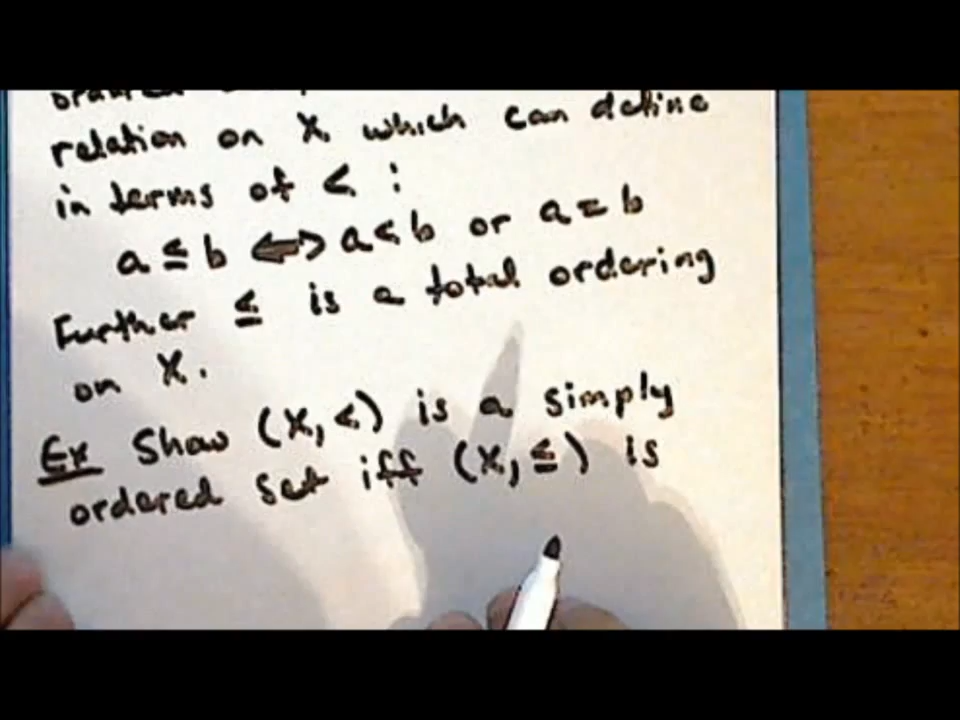 relation on X which can define
in terms of < :
a ≤ b ⟺ a < b or a = b
Further ≤ is a total ordering
on X.
Ex Show (X, <) is a simply
ordered set iff (X, ≤) is